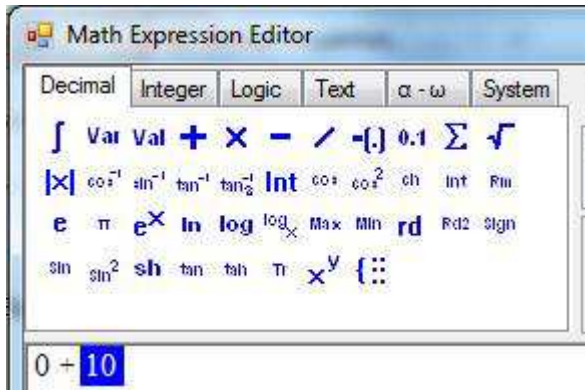 Math Expression Editor
Decimal Integer Logic Text α - ω System
∫ Var Val + × − / -(.) 0.1 Σ √
|×| cos⁻¹ sin⁻¹ tan⁻¹ tan₂⁻¹ Int cos cos² ch Int Rm
e π eˣ ln log logₓ Max Min rd Rd2 Sign
sin sin² sh tan tah Tr xʸ {::
0 + 10